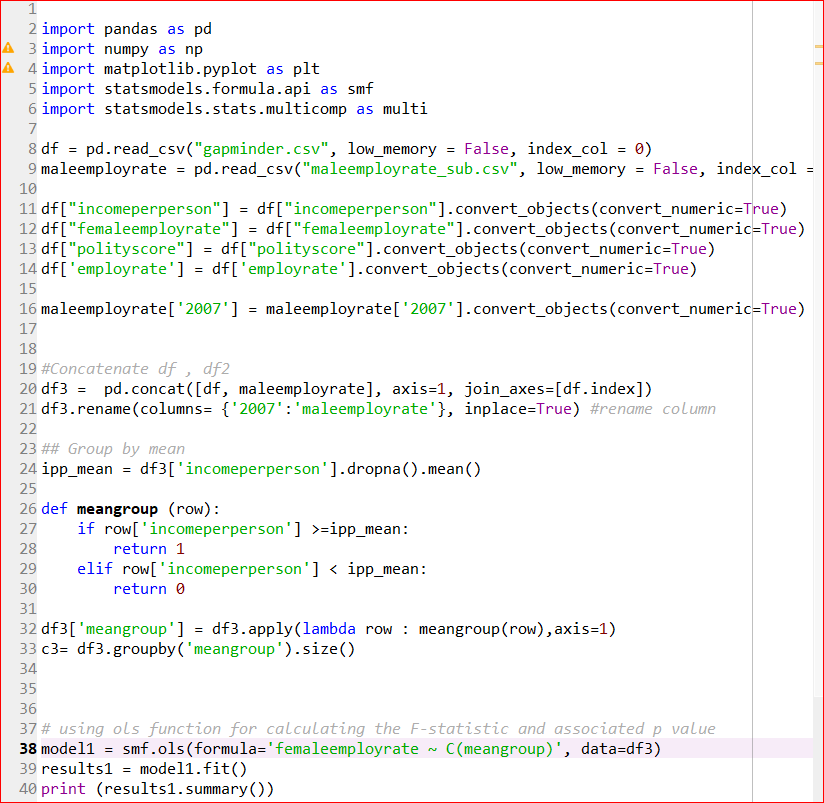 1
2 import pandas as pd
3 import numpy as np
4 import matplotlib.pyplot as plt
5 import statsmodels.formula.api as smf
6 import statsmodels.stats.multicomp as multi
7
8 df = pd.read_csv("gapminder.csv", low_memory = False, index_col = 0)
9 maleemployrate = pd.read_csv("maleemployrate_sub.csv", low_memory = False, index_col =
10
11 df["incomeperperson"] = df["incomeperperson"].convert_objects(convert_numeric=True)
12 df["femaleemployrate"] = df["femaleemployrate"].convert_objects(convert_numeric=True)
13 df["polityscore"] = df["polityscore"].convert_objects(convert_numeric=True)
14 df['employrate'] = df['employrate'].convert_objects(convert_numeric=True)
15
16 maleemployrate['2007'] = maleemployrate['2007'].convert_objects(convert_numeric=True)
17
18
19 #Concatenate df , df2
20 df3 =  pd.concat([df, maleemployrate], axis=1, join_axes=[df.index])
21 df3.rename(columns= {'2007':'maleemployrate'}, inplace=True) #rename column
22
23 ## Group by mean
24 ipp_mean = df3['incomeperperson'].dropna().mean()
25
26 def meangroup (row):
27     if row['incomeperperson'] >=ipp_mean:
28         return 1
29     elif row['incomeperperson'] < ipp_mean:
30         return 0
31
32 df3['meangroup'] = df3.apply(lambda row : meangroup(row),axis=1)
33 c3= df3.groupby('meangroup').size()
34
35
36
37 # using ols function for calculating the F-statistic and associated p value
38 model1 = smf.ols(formula='femaleemployrate ~ C(meangroup)', data=df3)
39 results1 = model1.fit()
40 print (results1.summary())